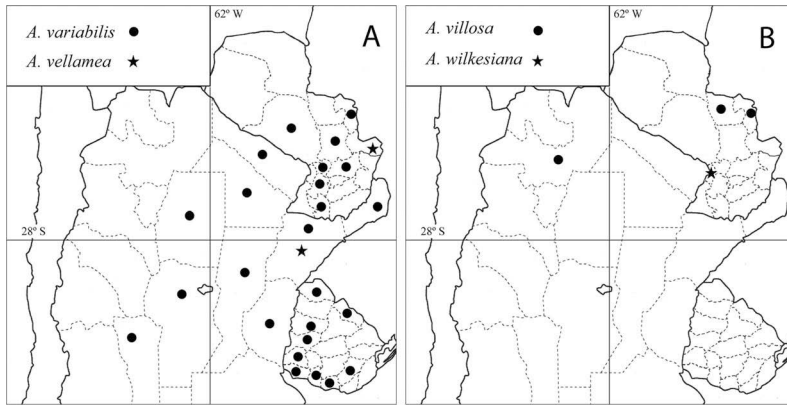 62º W
A. variabilis
A. vellamea
A
28º S
62º W
A. villosa
A. wilkesiana
B
28º S